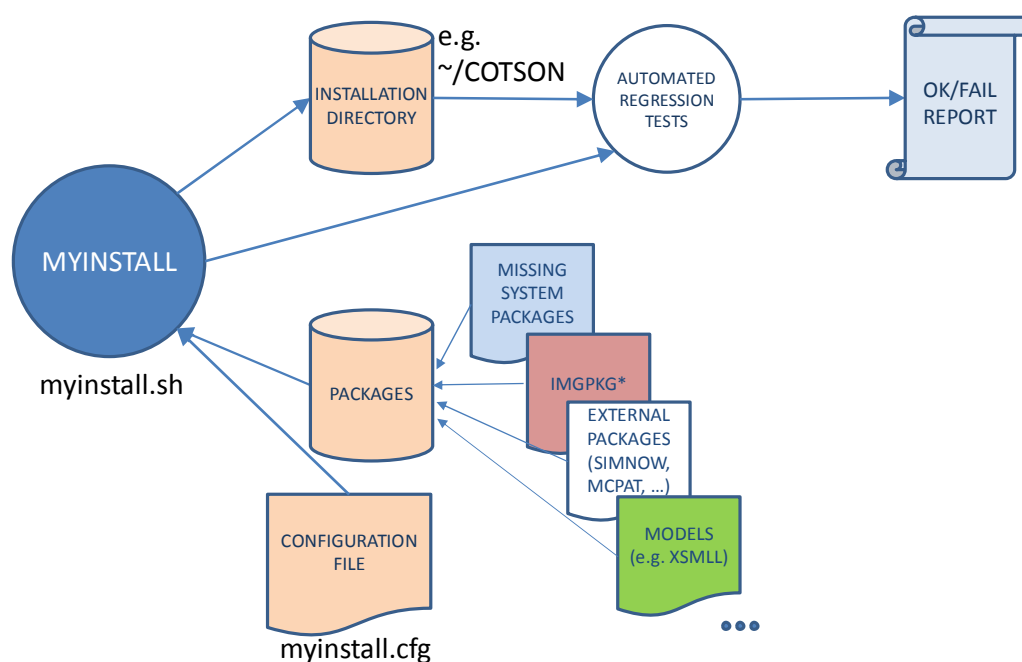 e.g.
~/COTSON
INSTALLATION
DIRECTORY
AUTOMATED
REGRESSION
TESTS
OK/FAIL
REPORT
MYINSTALL
myinstall.sh
MISSING
SYSTEM
PACKAGES
IMGPKG*
PACKAGES
EXTERNAL
PACKAGES
(SIMNOW,
MCPAT, ...)
MODELS
(e.g. XSMLL)
CONFIGURATION
FILE
myinstall.cfg